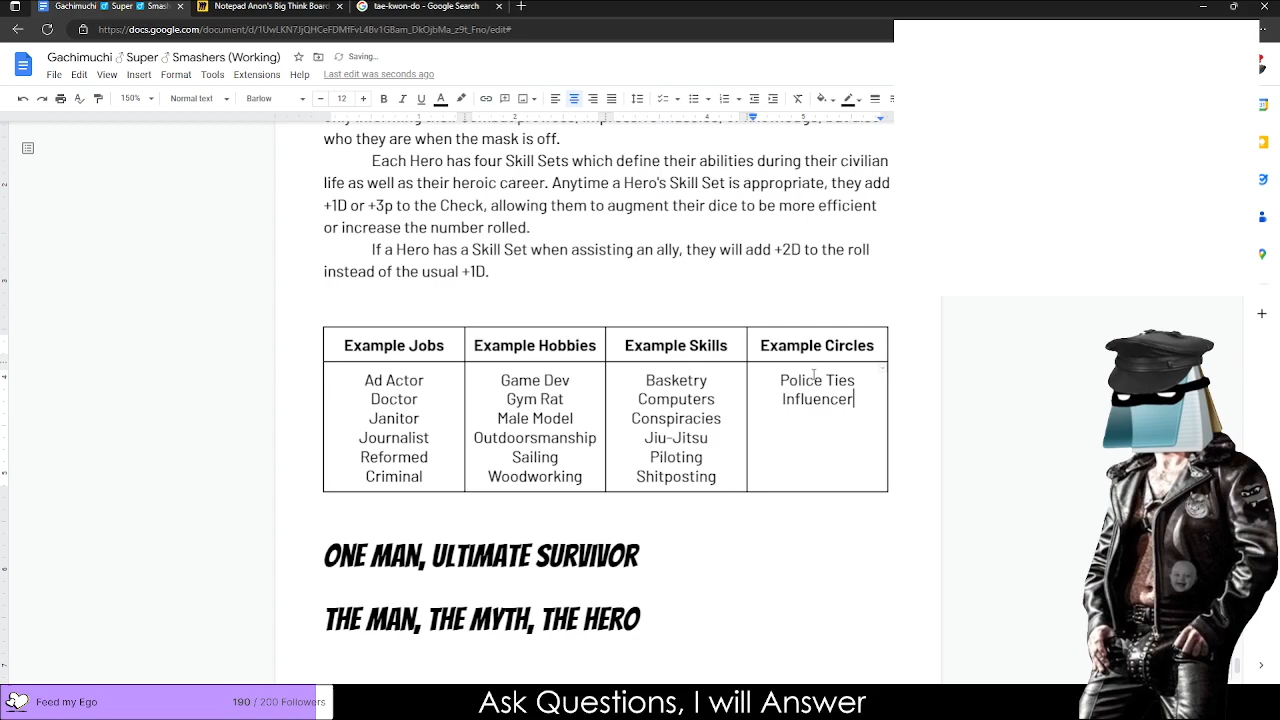 Notepad Anon's Big Think Board
taekwondo - Google Search
https://docs.google.com/document/d/
Gachimuchi ♂ Super ♂ Smashers (Working)
Saving...
File Edit View Insert Format Tools Extensions Help
Last edit was seconds ago
150% Normal text Barlow 12
who they are when the mask is off.
Each Hero has four Skill Sets which define their abilities during their civilian
life as well as their heroic career. Anytime a Hero's Skill Set is appropriate, they add
+1D or +3p to the Check, allowing them to augment their dice to be more efficient
or increase the number rolled.
If a Hero has a Skill Set when assisting an ally, they will add +2D to the roll
instead of the usual +1D.
Example Jobs Example Hobbies Example Skills Example Circles
Ad Actor Game Dev Basketry Police Ties
Doctor Gym Rat Computers Influencer
Janitor Male Model Conspiracies
Journalist Outdoorsmanship Jiu-Jitsu
Reformed Sailing Piloting
Criminal Woodworking Shitposting
ONE MAN, ULTIMATE SURVIVOR
THE MAN, THE MYTH, THE HERO
Feed my Ego 190 / 200 Followers
Ask Questions, I will Answer